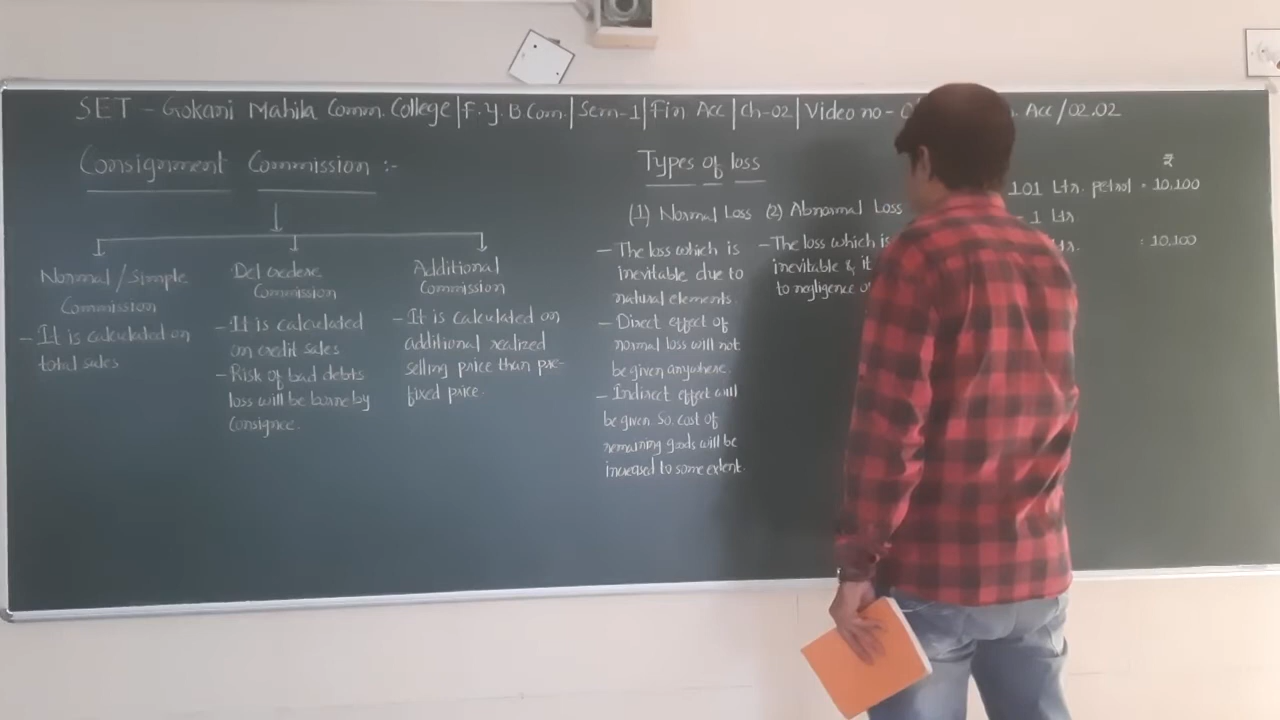 SET - Gokani Mahila Comm. College | F.Y.B Com. | Sem-1 | Fin Acc | Ch-02 | Video no - Acc / 02.02
Consignment Commission :-
Normal / Simple
Commission
- It is calculated on
total sales
Del credere
Commission
- It is calculated
on credit sales
- Risk of bad debts
loss will be borne by
consignee.
Additional
Commission
- It is calculated on
additional realized
selling price than pre-
fixed price.
Types of loss
(1) Normal Loss
- The loss which is
inevitable due to
natural elements.
- Direct effect of
normal loss will not
be given anywhere.
- Indirect effect will
be given. So, cost of
remaining goods will be
increased to some extent.
(2) Abnormal Loss
- The loss which is
inevitable & it
to negligence
₹
101 Ltr. petrol = 10,100
- 1 Ltr
Ltr. = 10,100